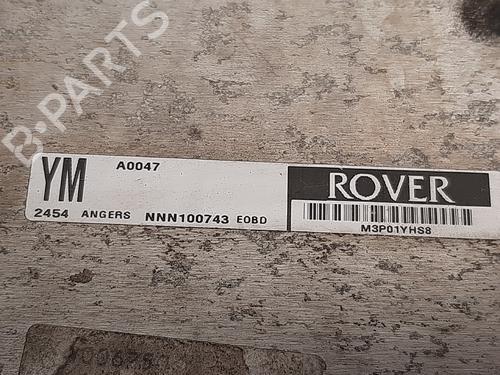 B-PARTS
YM
A0047
ROVER
2454 ANGERS NNN100743 EOBD
M3P01YHS8